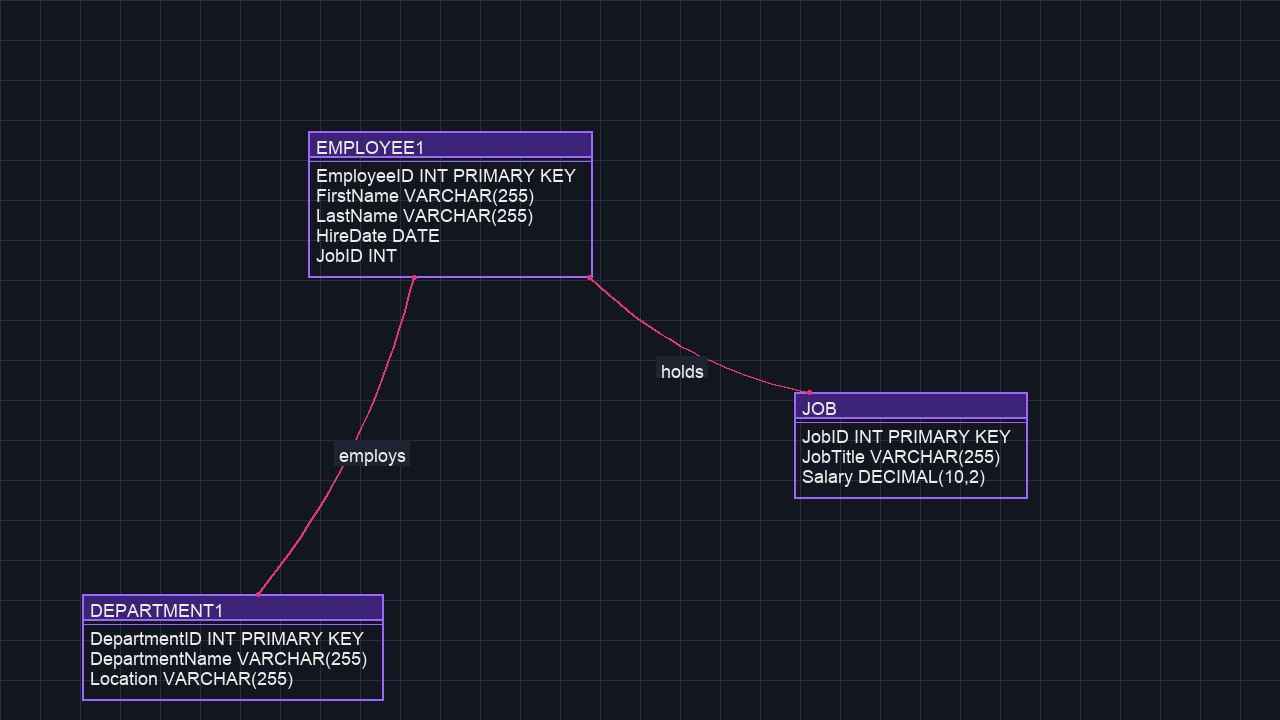 EMPLOYEE1
EmployeeID INT PRIMARY KEY
FirstName VARCHAR(255)
LastName VARCHAR(255)
HireDate DATE
JobID INT
holds
JOB
JobID INT PRIMARY KEY
JobTitle VARCHAR(255)
Salary DECIMAL(10,2)
employs
DEPARTMENT1
DepartmentID INT PRIMARY KEY
DepartmentName VARCHAR(255)
Location VARCHAR(255)